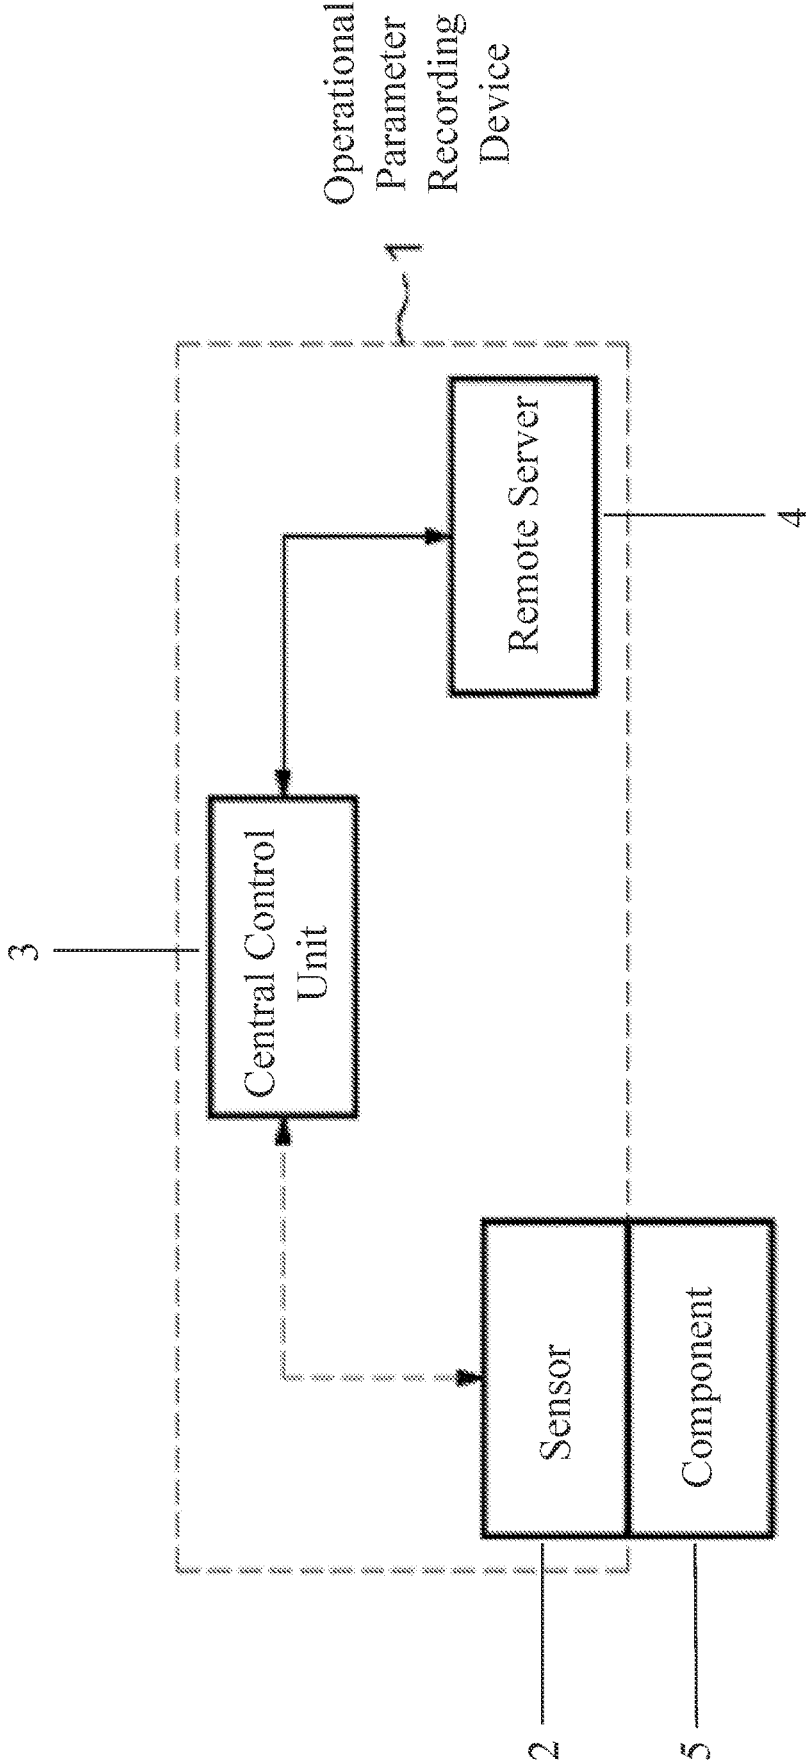 3
Central Control
Unit
Operational
Parameter
Recording
Device
1
2
Sensor
Remote Server
5
Component
4